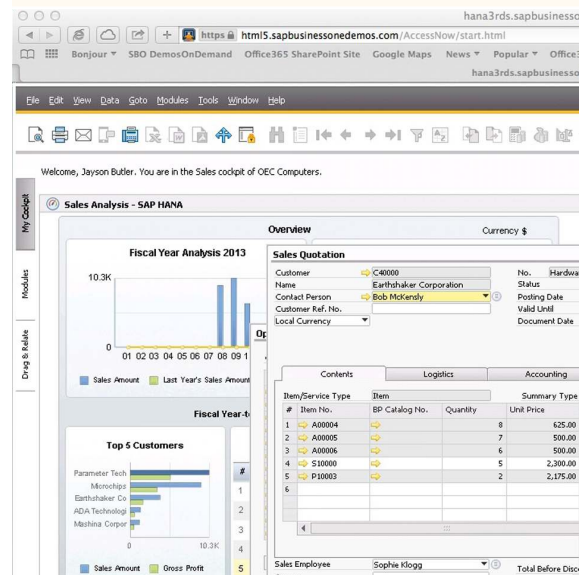 hana3rds.sapbusinesso
https html5.sapbusinessonedemos.com/AccessNow/start.html
Bonjour SBO DemosOnDemand Office365 SharePoint Site Google Maps News Popular Office3
hana3rds.sapbusinesso
File Edit View Data Goto Modules Tools Window Help
Welcome, Jayson Butler. You are in the Sales cockpit of OEC Computers.
My Cockpit
Modules
Drag & Relate
Sales Analysis - SAP HANA
Overview Currency $
Fiscal Year Analysis 2013
10.3K
0
01 02 03 04 05 06 07 08 09 1
Sales Amount Last Year's Sales Amount
Fiscal Year-t
Top 5 Customers
Parameter Tech
Microchips
Earthshaker Co
ADA Technologi
Mashina Corpor
0 10.3K
Sales Amount Gross Profit
Op
#
1
2
3
4
5
Sales Quotation
Customer C40000 No. Hardwa
Name Earthshaker Corporation Status
Contact Person Bob McKensly Posting Date
Customer Ref. No. Valid Until
Local Currency Document Date
Contents Logistics Accounting
Item/Service Type Item Summary Type
# Item No. BP Catalog No. Quantity Unit Price
1 A00004 8 625.00
2 A00005 7 500.00
3 A00006 6 500.00
4 S10000 5 2,300.00
5 P10003 2 2,175.00
6
Sales Employee Sophie Klogg Total Before Disc